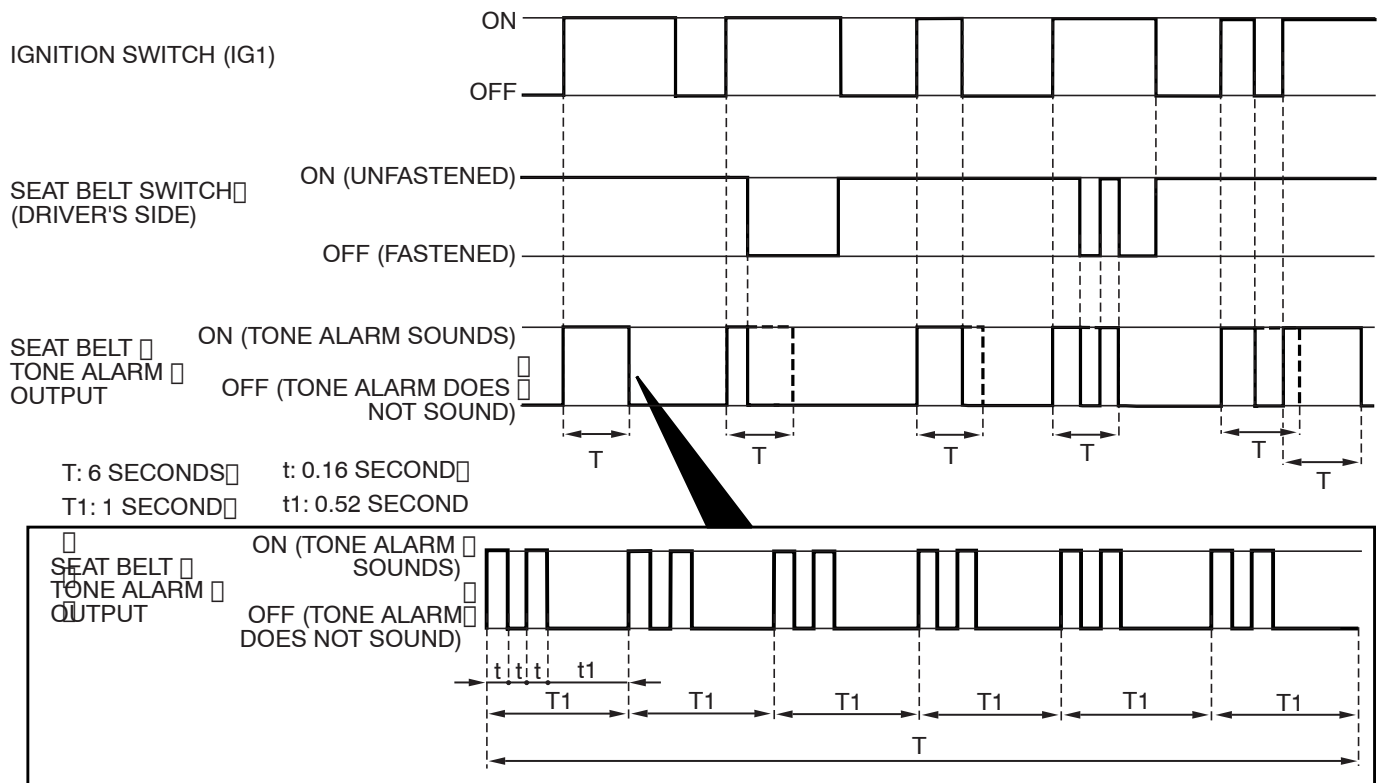 ON
IGNITION SWITCH (IG1)
OFF
ON (UNFASTENED)
SEAT BELT SWITCH
(DRIVER'S SIDE)
OFF (FASTENED)
ON (TONE ALARM SOUNDS)
SEAT BELT
TONE ALARM
OUTPUT
OFF (TONE ALARM DOES
NOT SOUND)
T T T T T T
T: 6 SECONDS t: 0.16 SECOND
T1: 1 SECOND t1: 0.52 SECOND
ON (TONE ALARM
SOUNDS)
SEAT BELT
TONE ALARM
OUTPUT
OFF (TONE ALARM
DOES NOT SOUND)
t t t t1
T1 T1 T1 T1 T1 T1
T